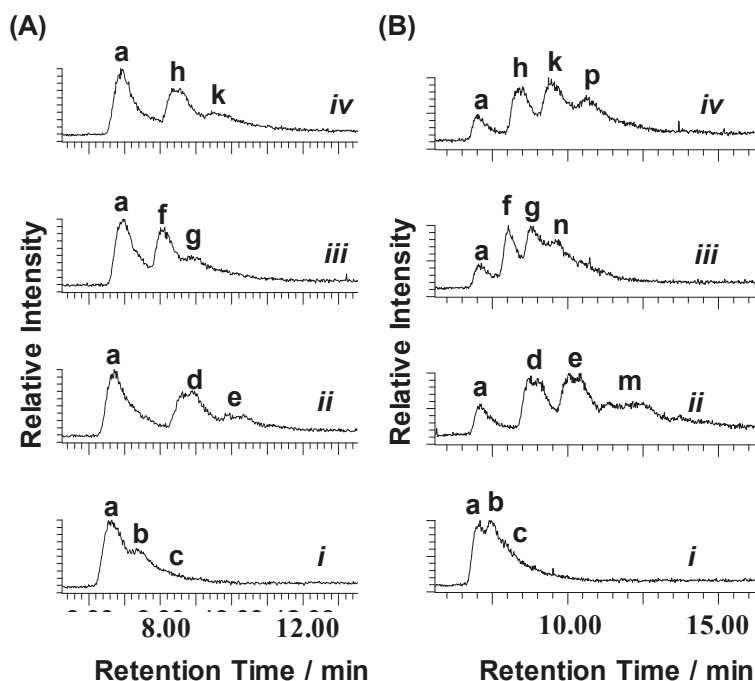 (A)
a
h
k
iv
a
f
g
iii
a
d
e
ii
a
b
c
i
8.00 12.00
Retention Time / min
Relative Intensity
(B)
a
h
k
p
iv
a
f
g
n
iii
a
d
e
m
ii
a
b
c
i
10.00 15.00
Retention Time / min
Relative Intensity